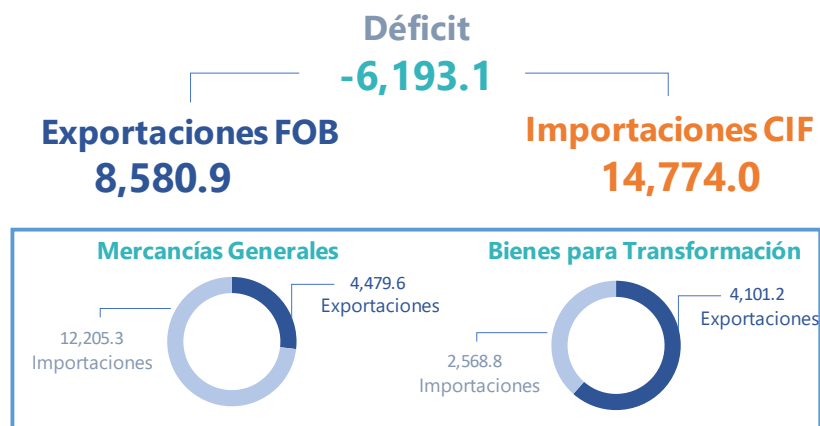 Déficit
-6,193.1
Exportaciones FOB
8,580.9
Importaciones CIF
14,774.0
Mercancías Generales
4,479.6
Exportaciones
12,205.3
Importaciones
Bienes para Transformación
4,101.2
Exportaciones
2,568.8
Importaciones